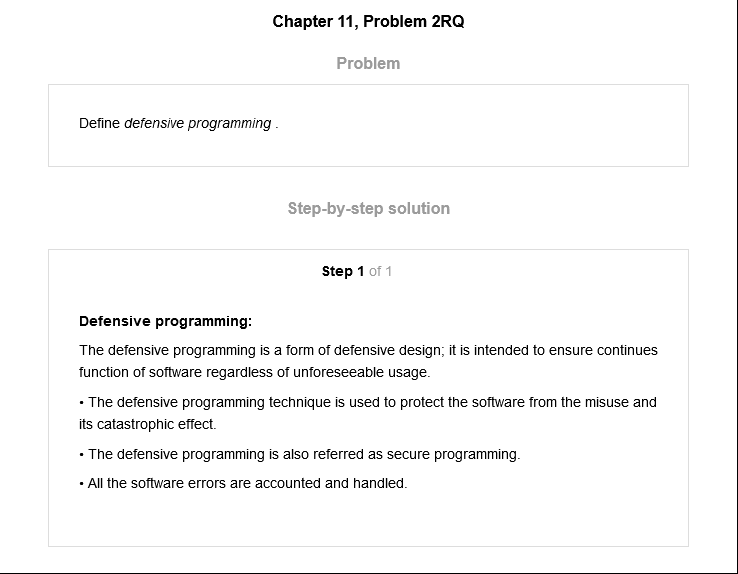 Chapter 11, Problem 2RQ
Problem
Define defensive programming .
Step-by-step solution
Step 1 of 1
Defensive programming:
The defensive programming is a form of defensive design; it is intended to ensure continues
function of software regardless of unforeseeable usage.
• The defensive programming technique is used to protect the software from the misuse and
its catastrophic effect.
• The defensive programming is also referred as secure programming.
• All the software errors are accounted and handled.